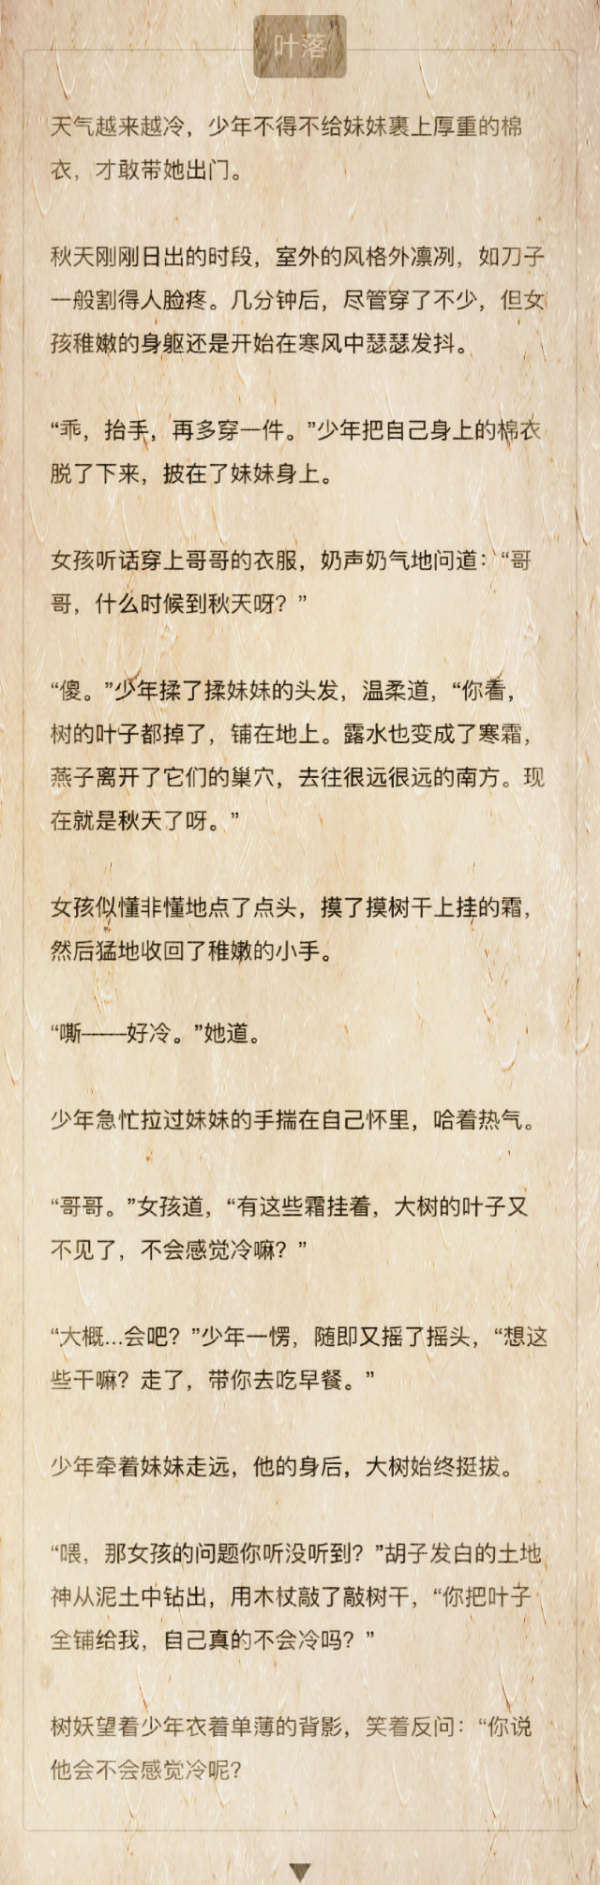 叶落
天气越来越冷，少年不得不给妹妹裹上厚重的棉
衣，才敢带她出门。
秋天刚刚日出的时段，室外的风格外凛冽，如刀子
一般割得人脸疼。几分钟后，尽管穿了不少，但女
孩稚嫩的身躯还是开始在寒风中瑟瑟发抖。
“乖，抬手，再多穿一件。”少年把自己身上的棉衣
脱了下来，披在了妹妹身上。
女孩听话穿上哥哥的衣服，奶声奶气地问道：“哥
哥，什么时候到秋天呀？”
“傻。”少年揉了揉妹妹的头发，温柔道，“你看，
树的叶子都掉了，铺在地上。露水也变成了寒霜，
燕子离开了它们的巢穴，去往很远很远的南方。现
在就是秋天了呀。”
女孩似懂非懂地点了点头，摸了摸树干上挂的霜，
然后猛地收回了稚嫩的小手。
“嘶——好冷。”她道。
少年急忙拉过妹妹的手揣在自己怀里，哈着热气。
“哥哥。”女孩道，“有这些霜挂着，大树的叶子又
不见了，不会感觉冷嘛？”
“大概...会吧？”少年一愣，随即又摇了摇头，“想这
些干嘛？走了，带你去吃早餐。”
少年牵着妹妹走远，他的身后，大树始终挺拔。
“喂，那女孩的问题你听没听到？”胡子发白的土地
神从泥土中钻出，用木杖敲了敲树干，“你把叶子
全铺给我，自己真的不会冷吗？”
树妖望着少年衣着单薄的背影，笑着反问：“你说
他会不会感觉冷呢？